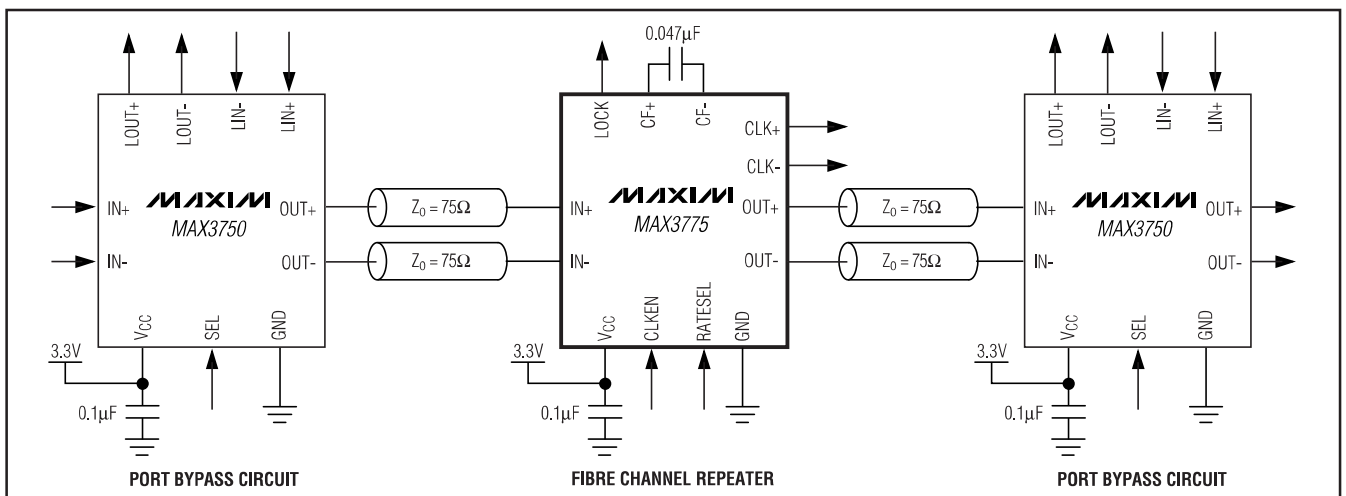 0.047µF
LOUT+
LOUT-
LIN-
LIN+
LOCK
CF+
CF-
LOUT+
LOUT-
LIN-
LIN+
CLK+
CLK-
IN+
MAXIM
MAX3750
OUT+
Z0 = 75Ω
IN+
MAXIM
MAX3775
OUT+
Z0 = 75Ω
IN+
MAXIM
MAX3750
OUT+
IN-
OUT-
Z0 = 75Ω
IN-
OUT-
Z0 = 75Ω
IN-
OUT-
VCC
SEL
GND
VCC
CLKEN
RATESEL
GND
VCC
SEL
GND
3.3V
3.3V
3.3V
0.1µF
0.1µF
0.1µF
PORT BYPASS CIRCUIT
FIBRE CHANNEL REPEATER
PORT BYPASS CIRCUIT